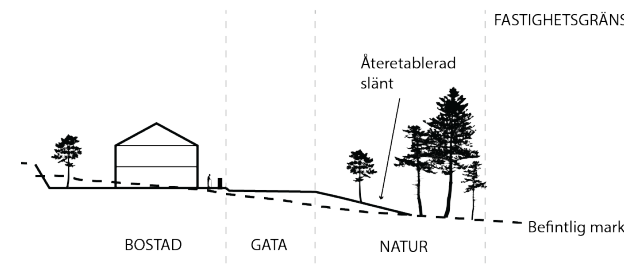 FASTIGHETSGRÄNS
Återetablerad
slänt
Befintlig mark
BOSTAD
GATA
NATUR